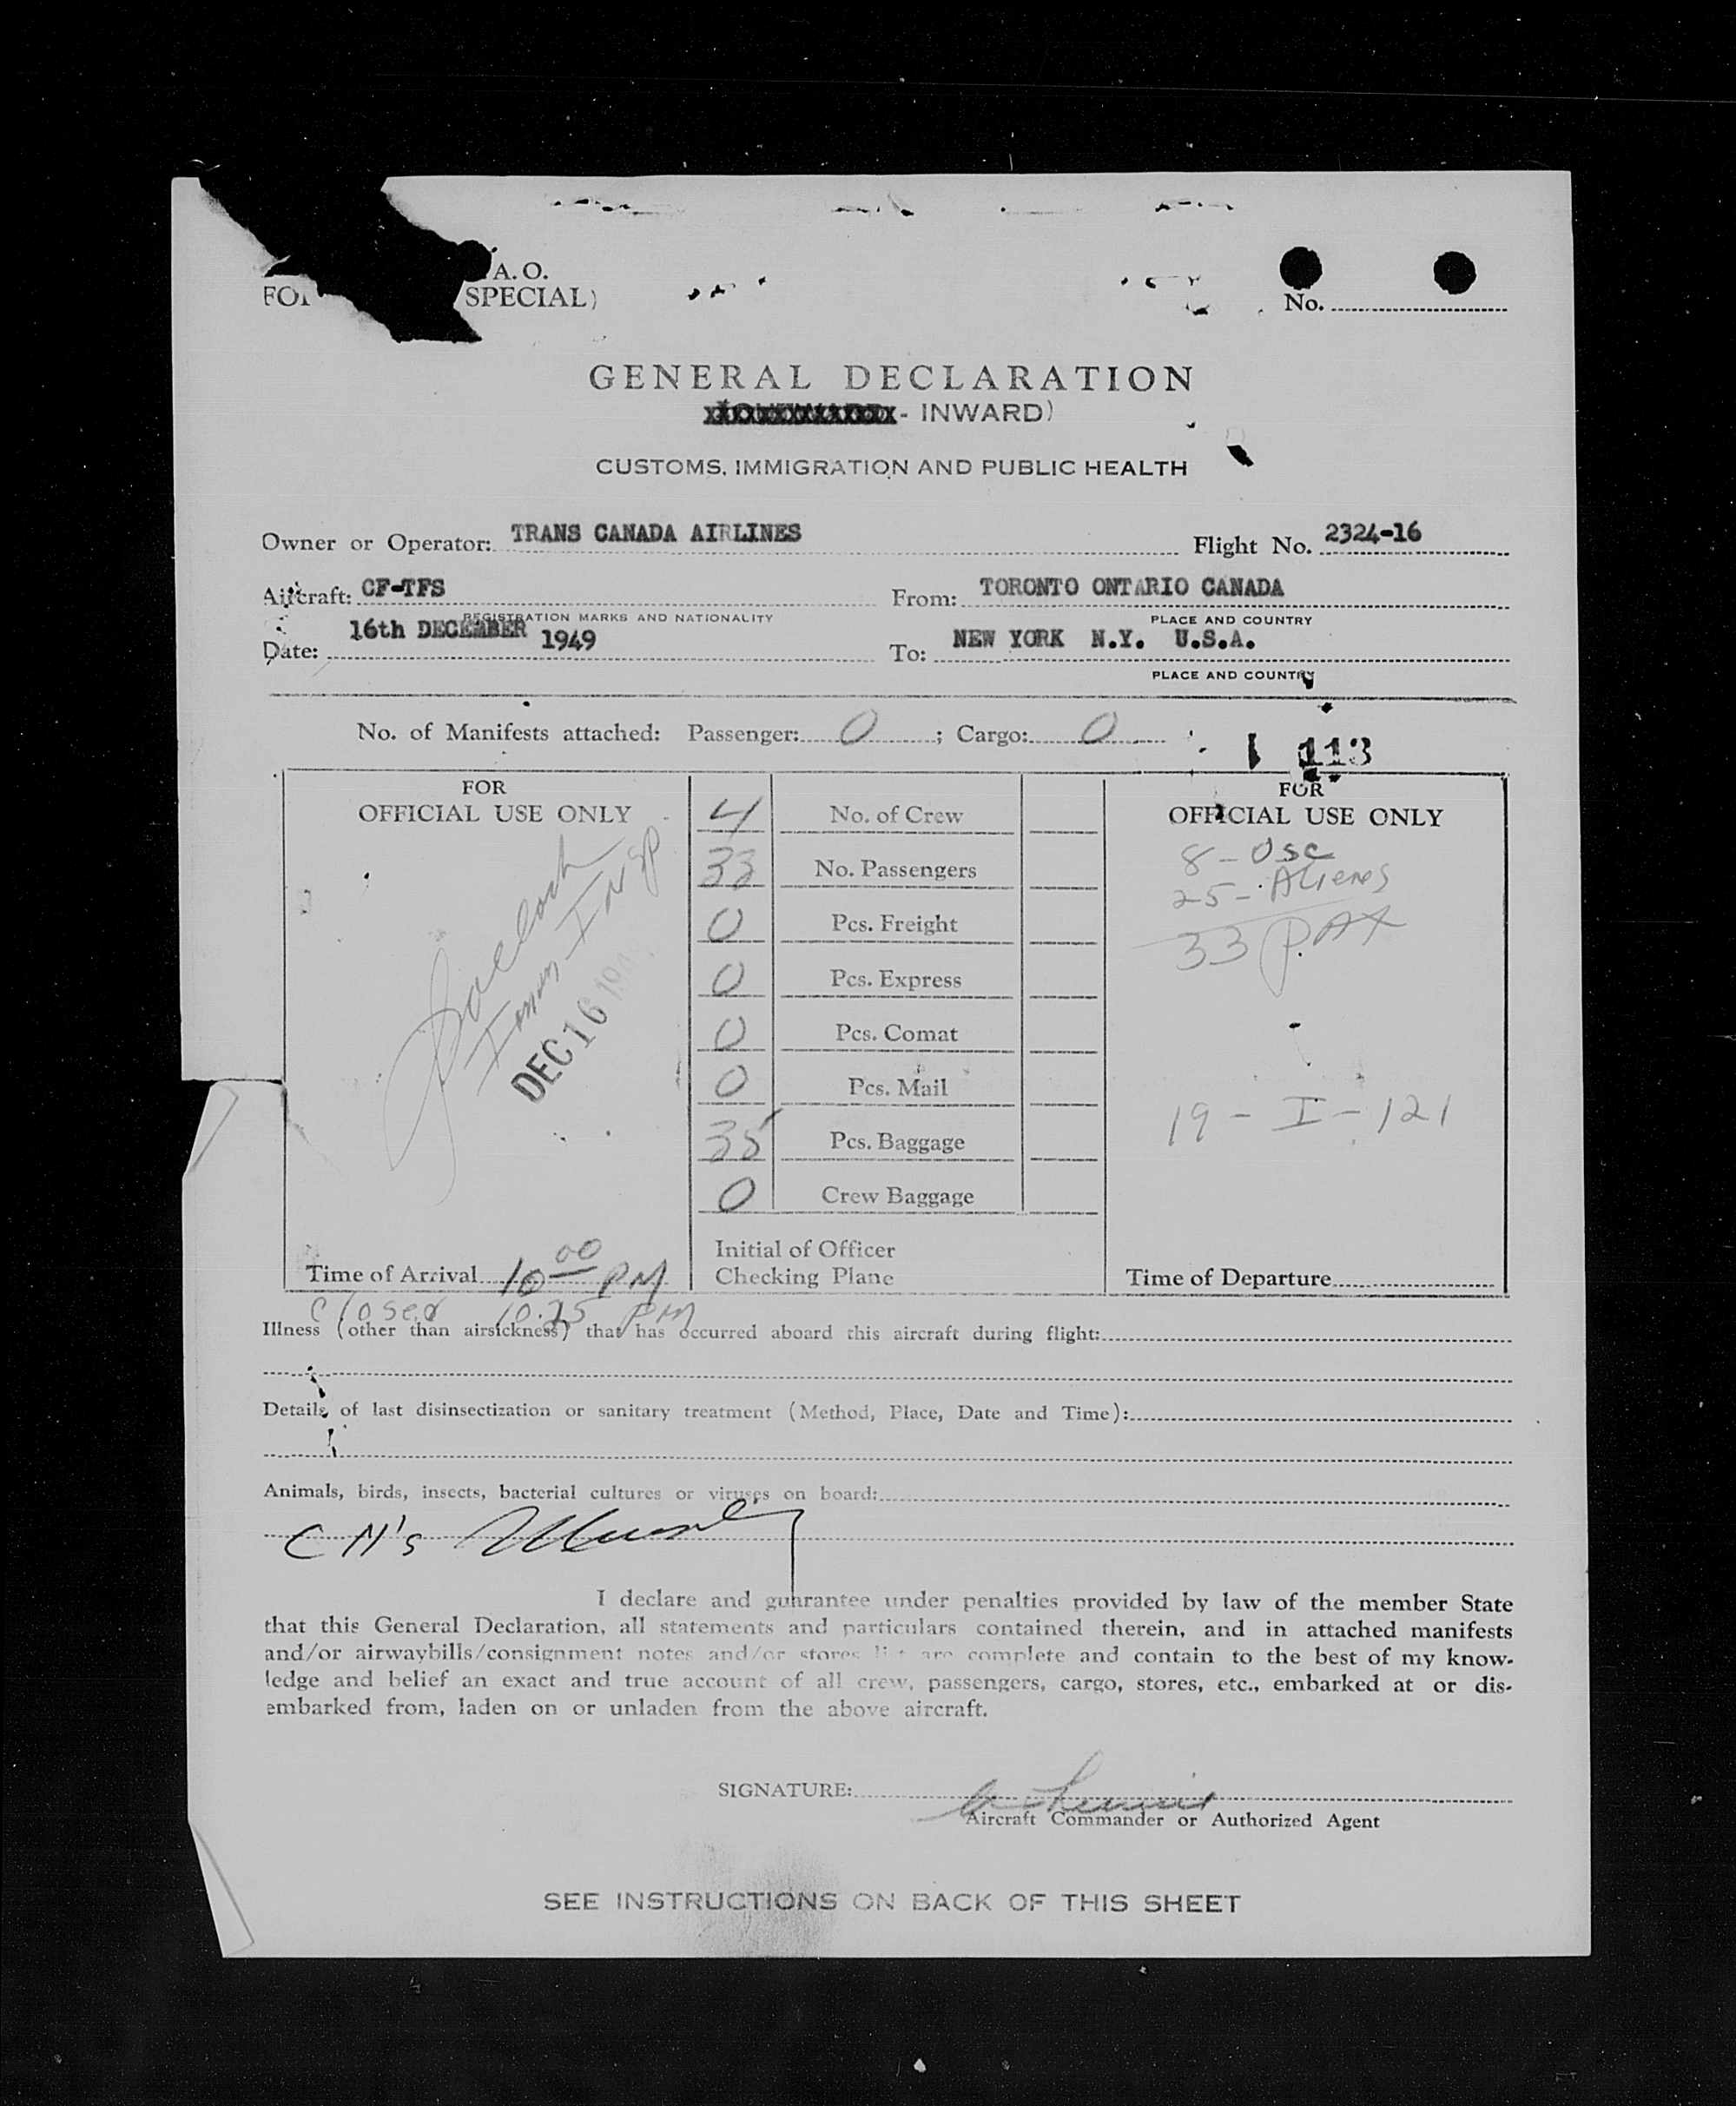 A. O.
SPECIAL)
No.
GENERAL DECLARATION
- INWARD)
CUSTOMS, IMMIGRATION AND PUBLIC HEALTH
Owner or Operator: TRANS CANADA AIRLINES Flight No. 2324-16
Aircraft: CF-TFS From: TORONTO ONTARIO CANADA
REGISTRATION MARKS AND NATIONALITY PLACE AND COUNTRY
Date: 16th DECEMBER 1949 To: NEW YORK N.Y. U.S.A.
PLACE AND COUNTRY
No. of Manifests attached: Passenger: 0 ; Cargo: 0
113
FOR
OFFICIAL USE ONLY
Imm Insp
DEC 16
Time of Arrival 10 00 PM
Closed 10.25 PM
4 No. of Crew
33 No. Passengers
0 Pcs. Freight
0 Pcs. Express
0 Pcs. Comat
0 Pcs. Mail
35 Pcs. Baggage
0 Crew Baggage
Initial of Officer
Checking Plane
FOR
OFFICIAL USE ONLY
8 - USC
25 - Aliens
33 PAX
19 - I - 121
Time of Departure
Illness (other than airsickness) that has occurred aboard this aircraft during flight:
Details of last disinsectization or sanitary treatment (Method, Place, Date and Time):
Animals, birds, insects, bacterial cultures or viruses on board:
I declare and guarantee under penalties provided by law of the member State
that this General Declaration, all statements and particulars contained therein, and in attached manifests
and/or airwaybills/consignment notes and/or stores list are complete and contain to the best of my know-
ledge and belief an exact and true account of all crew, passengers, cargo, stores, etc., embarked at or dis-
embarked from, laden on or unladen from the above aircraft.
SIGNATURE:
Aircraft Commander or Authorized Agent
SEE INSTRUCTIONS ON BACK OF THIS SHEET